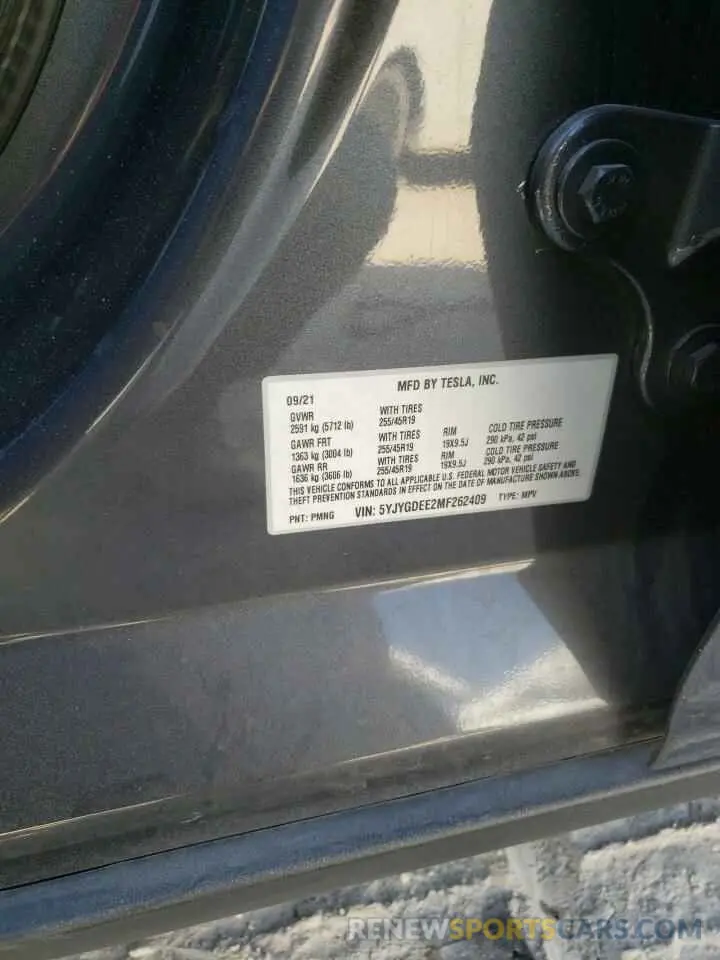 MFD BY TESLA, INC.
09/21
GVWR WITH TIRES
2591 kg (5712 lb) 255/45R19
GAWR FRT WITH TIRES RIM COLD TIRE PRESSURE
1363 kg (3004 lb) 255/45R19 19X9.5J 290 kPa, 42 psi
GAWR RR WITH TIRES RIM COLD TIRE PRESSURE
1636 kg (3606 lb) 255/45R19 19X9.5J 290 kPa, 42 psi
THIS VEHICLE CONFORMS TO ALL APPLICABLE U.S. FEDERAL MOTOR VEHICLE SAFETY AND
THEFT PREVENTION STANDARDS IN EFFECT ON THE DATE OF MANUFACTURE SHOWN ABOVE.
PNT: PMNG VIN: 5YJYGDEE2MF262409 TYPE: MPV
RENEWSPORTSCARS.COM